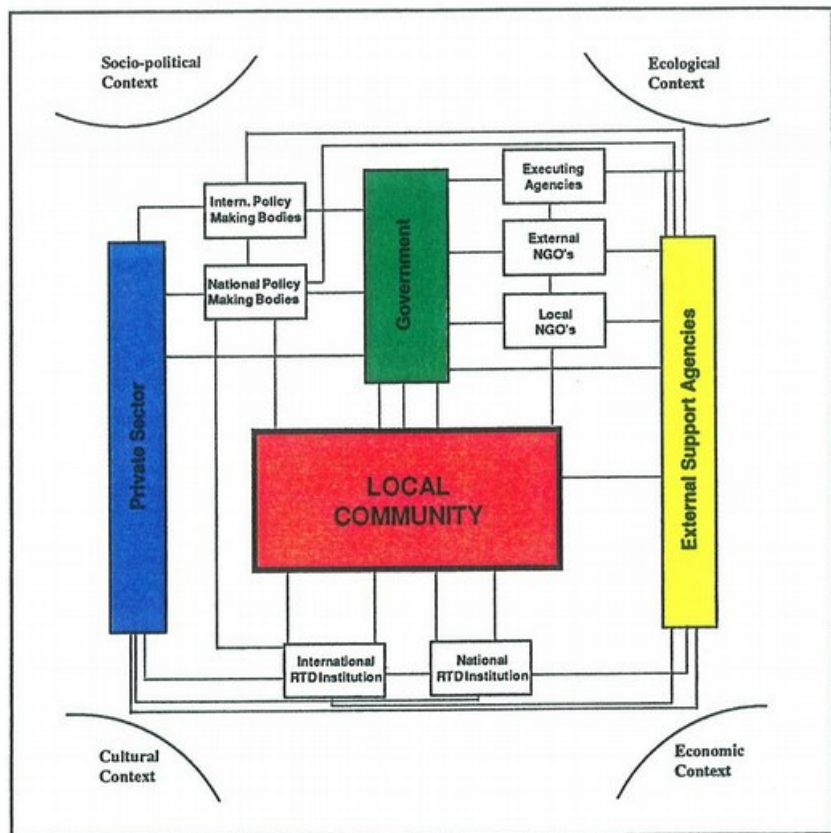 Socio-political
Context
Ecological
Context
Executing
Agencies
Intern. Policy
Making Bodies
External
NGO's
National Policy
Making Bodies
Government
Local
NGO's
Private Sector
External Support Agencies
LOCAL
COMMUNITY
International
RTD Institution
National
RTD Institution
Cultural
Context
Economic
Context